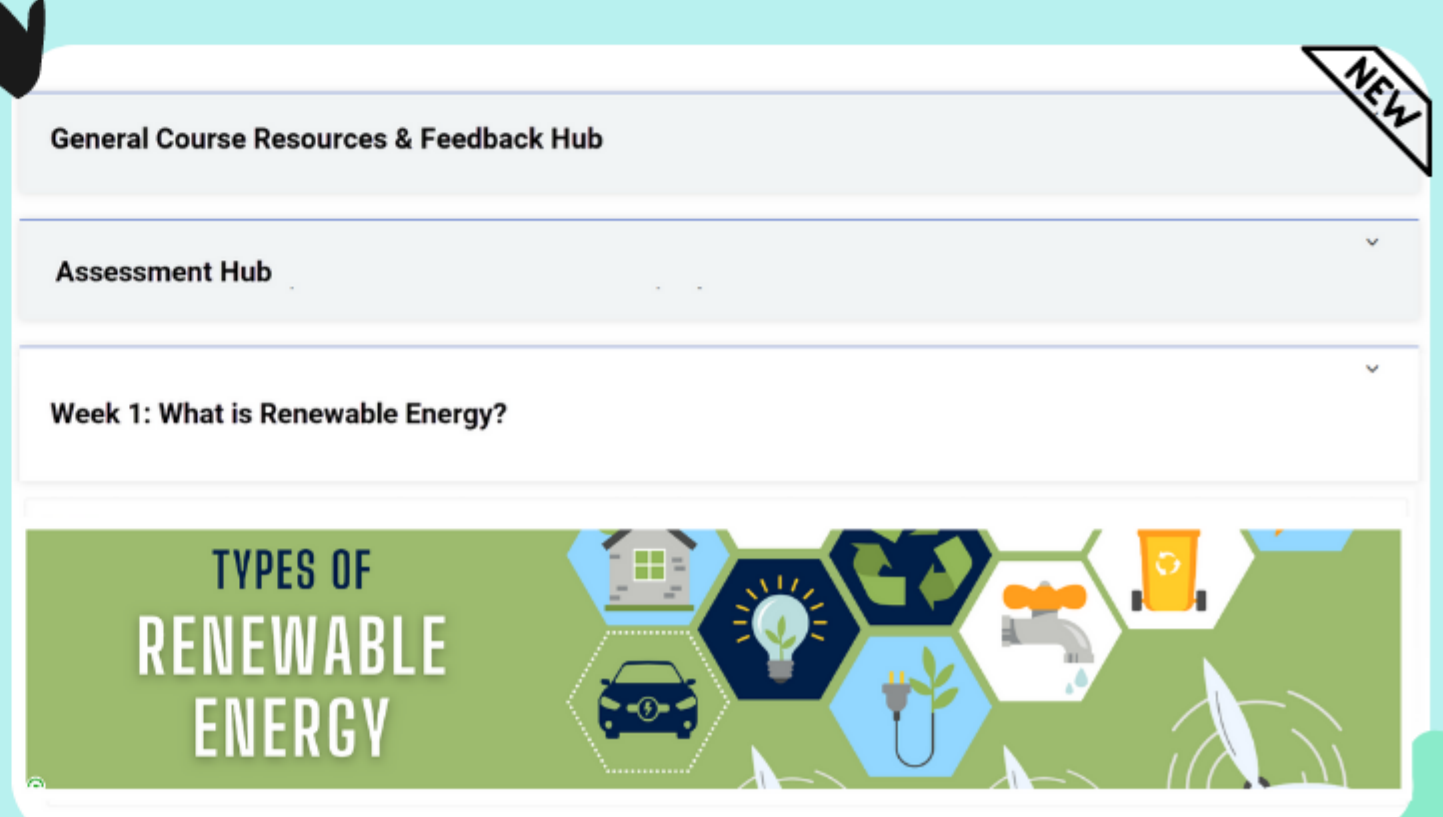 NEW
General Course Resources & Feedback Hub
Assessment Hub
Week 1: What is Renewable Energy?
TYPES OF
RENEWABLE
ENERGY